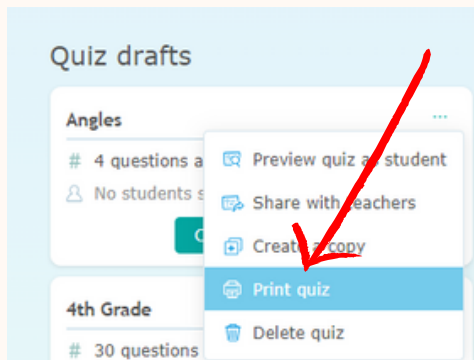 Quiz drafts
Angles
# 4 questions a
Preview quiz as student
No students s
Share with teachers
C
Create a copy
Print quiz
4th Grade
Delete quiz
# 30 questions